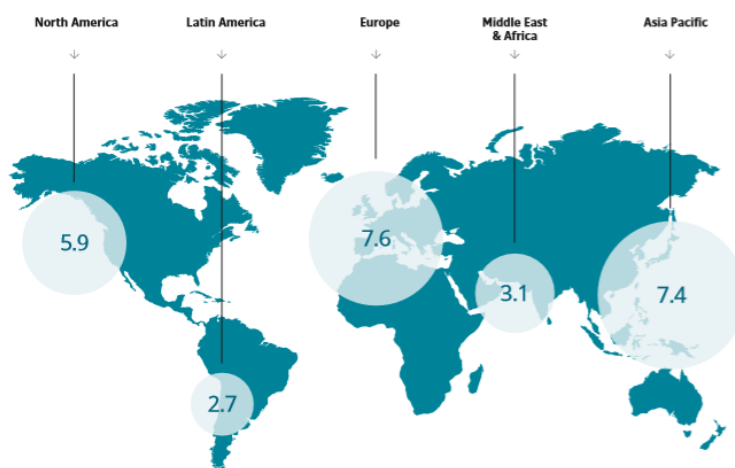 North America
Latin America
Europe
Middle East
& Africa
Asia Pacific
5.9
7.6
3.1
7.4
2.7